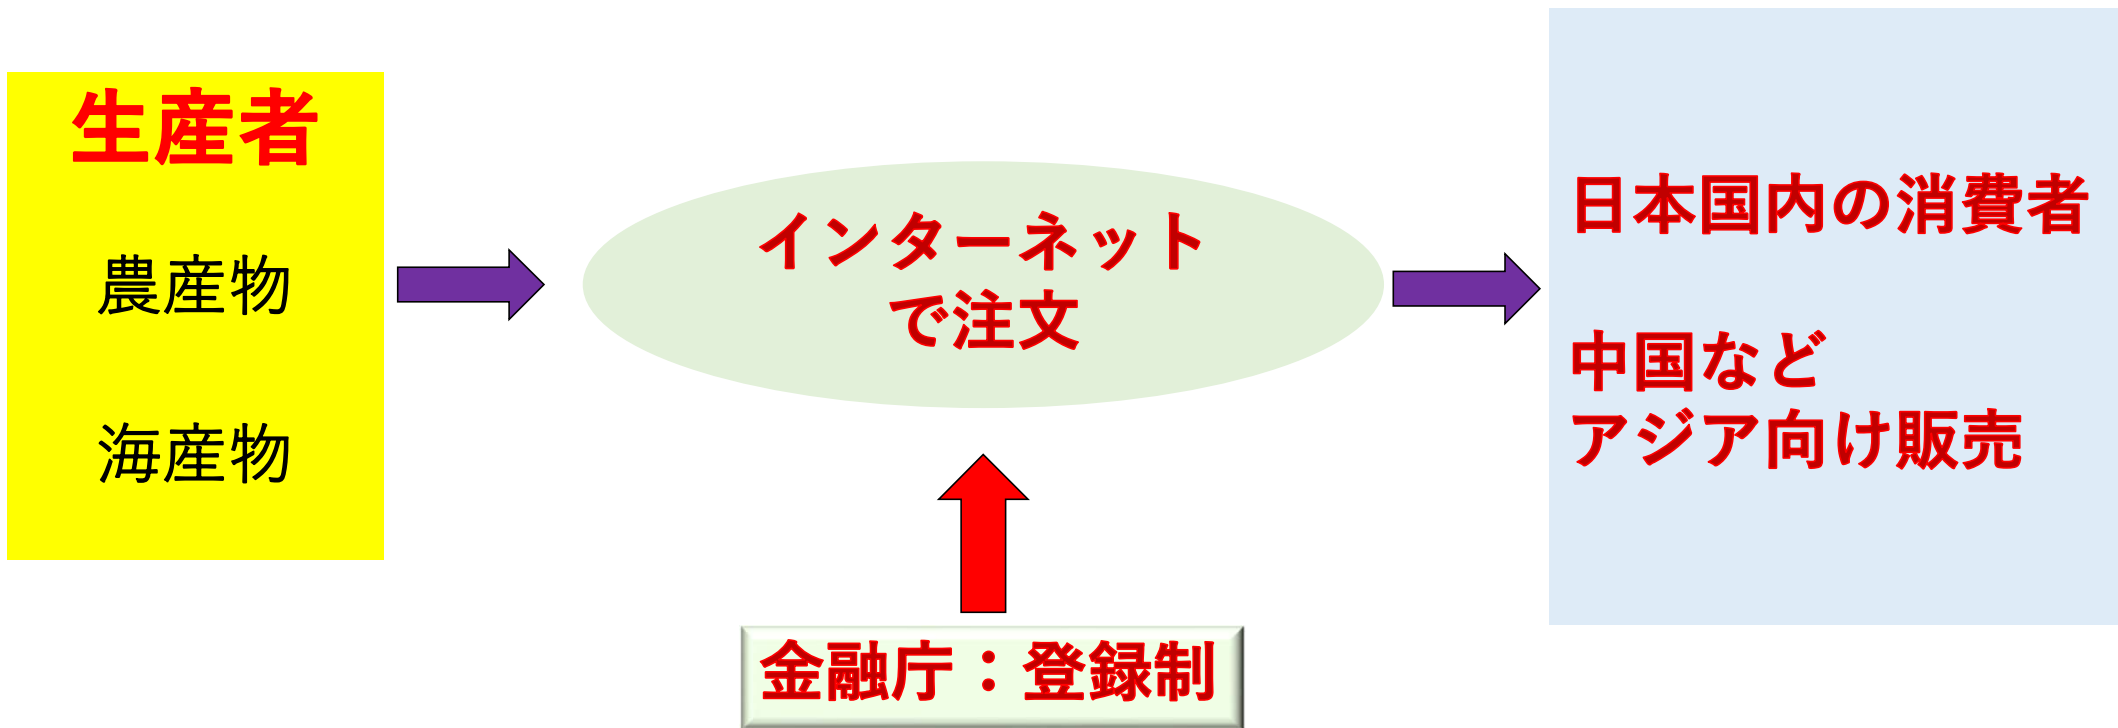 生産者
農産物
海産物
インターネット
で注文
金融庁：登録制
日本国内の消費者
中国など
アジア向け販売